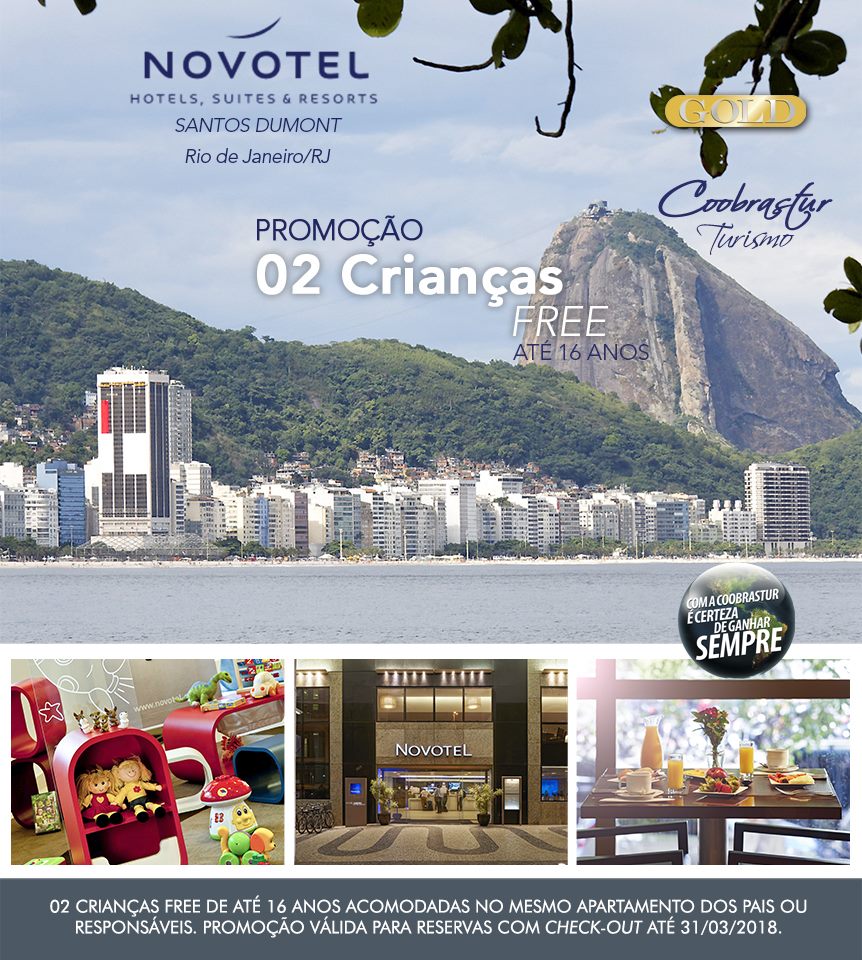 NOVOTEL
HOTELS, SUITES & RESORTS
SANTOS DUMONT
Rio de Janeiro/RJ
GOLD
Coobrastur
Turismo
PROMOÇÃO
02 Crianças
FREE
ATÉ 16 ANOS
COM A COOBRASTUR
É CERTEZA
DE GANHAR
SEMPRE
www.novotel
NOVOTEL
02 CRIANÇAS FREE DE ATÉ 16 ANOS ACOMODADAS NO MESMO APARTAMENTO DOS PAIS OU
RESPONSÁVEIS. PROMOÇÃO VÁLIDA PARA RESERVAS COM CHECK-OUT ATÉ 31/03/2018.